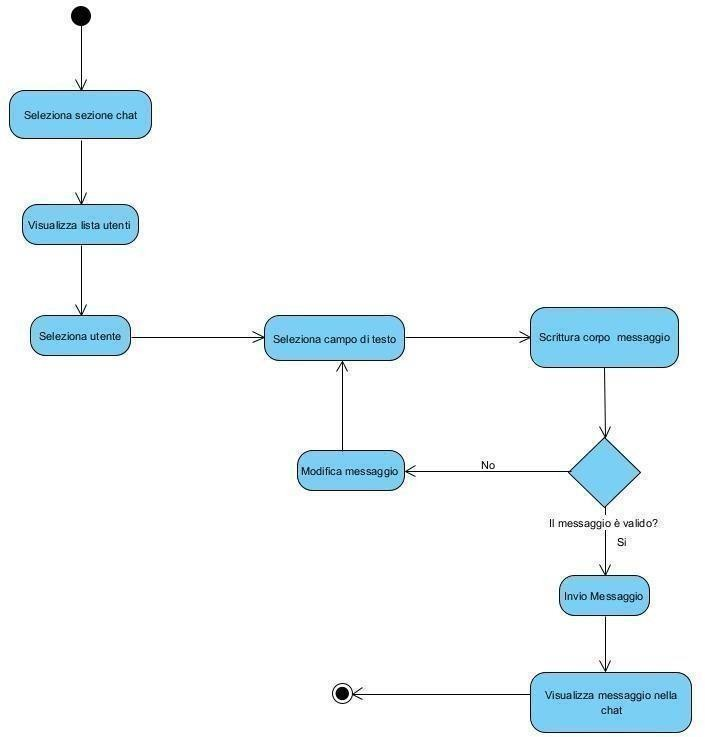 Seleziona sezione chat
Visualizza lista utenti
Seleziona utente
Seleziona campo di testo
Scrittura corpo messaggio
Modifica messaggio
No
Il messaggio è valido?
Si
Invio Messaggio
Visualizza messaggio nella
chat